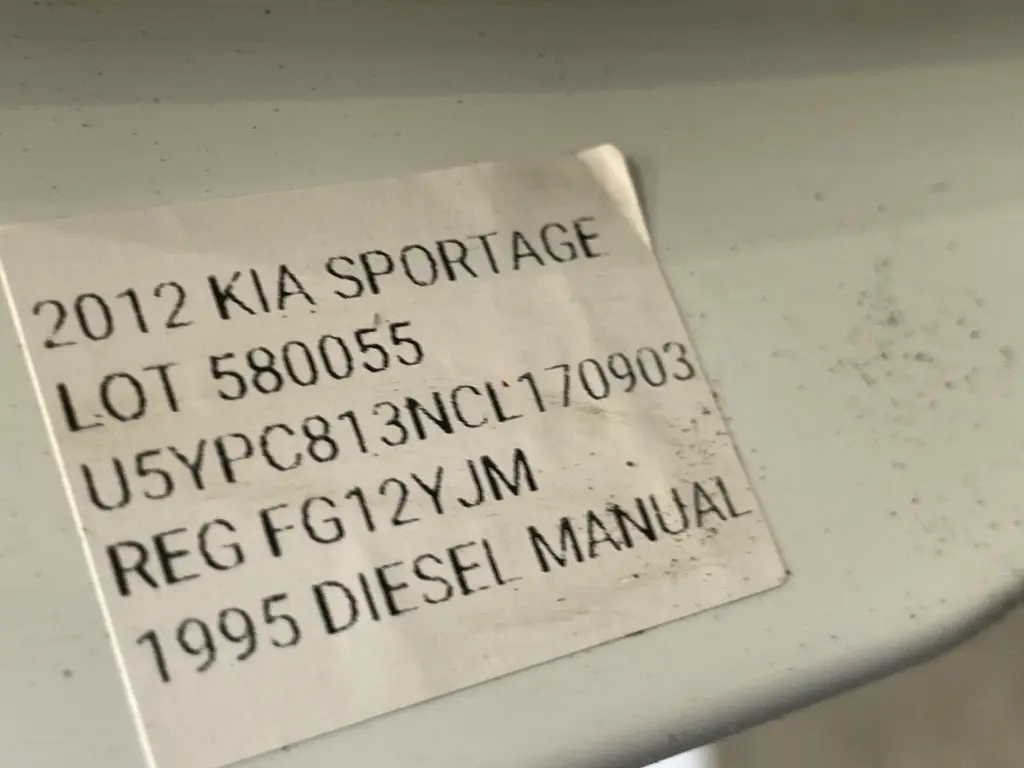 2012 KIA SPORTAGE
LOT 580055
U5YPC813NCL170903
REG FG12YJM
1995 DIESEL MANUAL